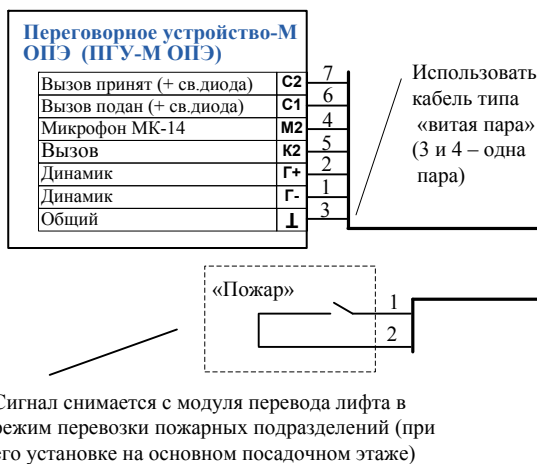 Переговорное устройство-М
ОПЭ (ПГУ-М ОПЭ)
Вызов принят (+ св.диода) С2 7
Вызов подан (+ св.диода) С1 6
Микрофон МК-14 М2 4
Вызов К2 5
Динамик Г+ 2
Динамик Г- 1
Общий ⊥ 3
Использовать
кабель типа
«витая пара»
(3 и 4 – одна
пара)
«Пожар»
1
2
Сигнал снимается с модуля перевода лифта в
режим перевозки пожарных подразделений (при
его установке на основном посадочном этаже)